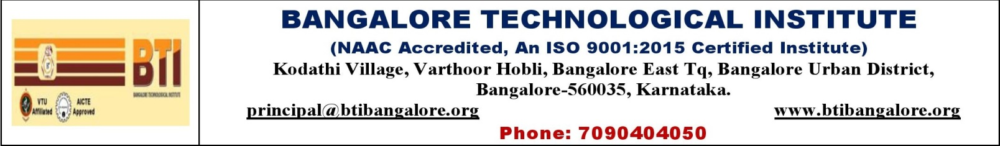 BTI
BANGALORE TECHNOLOGICAL INSTITUTE
VTU
Affiliated
AICTE
Approved
BANGALORE TECHNOLOGICAL INSTITUTE
(NAAC Accredited, An ISO 9001:2015 Certified Institute)
Kodathi Village, Varthoor Hobli, Bangalore East Tq, Bangalore Urban District,
Bangalore-560035, Karnataka.
principal@btibangalore.org www.btibangalore.org
Phone: 7090404050